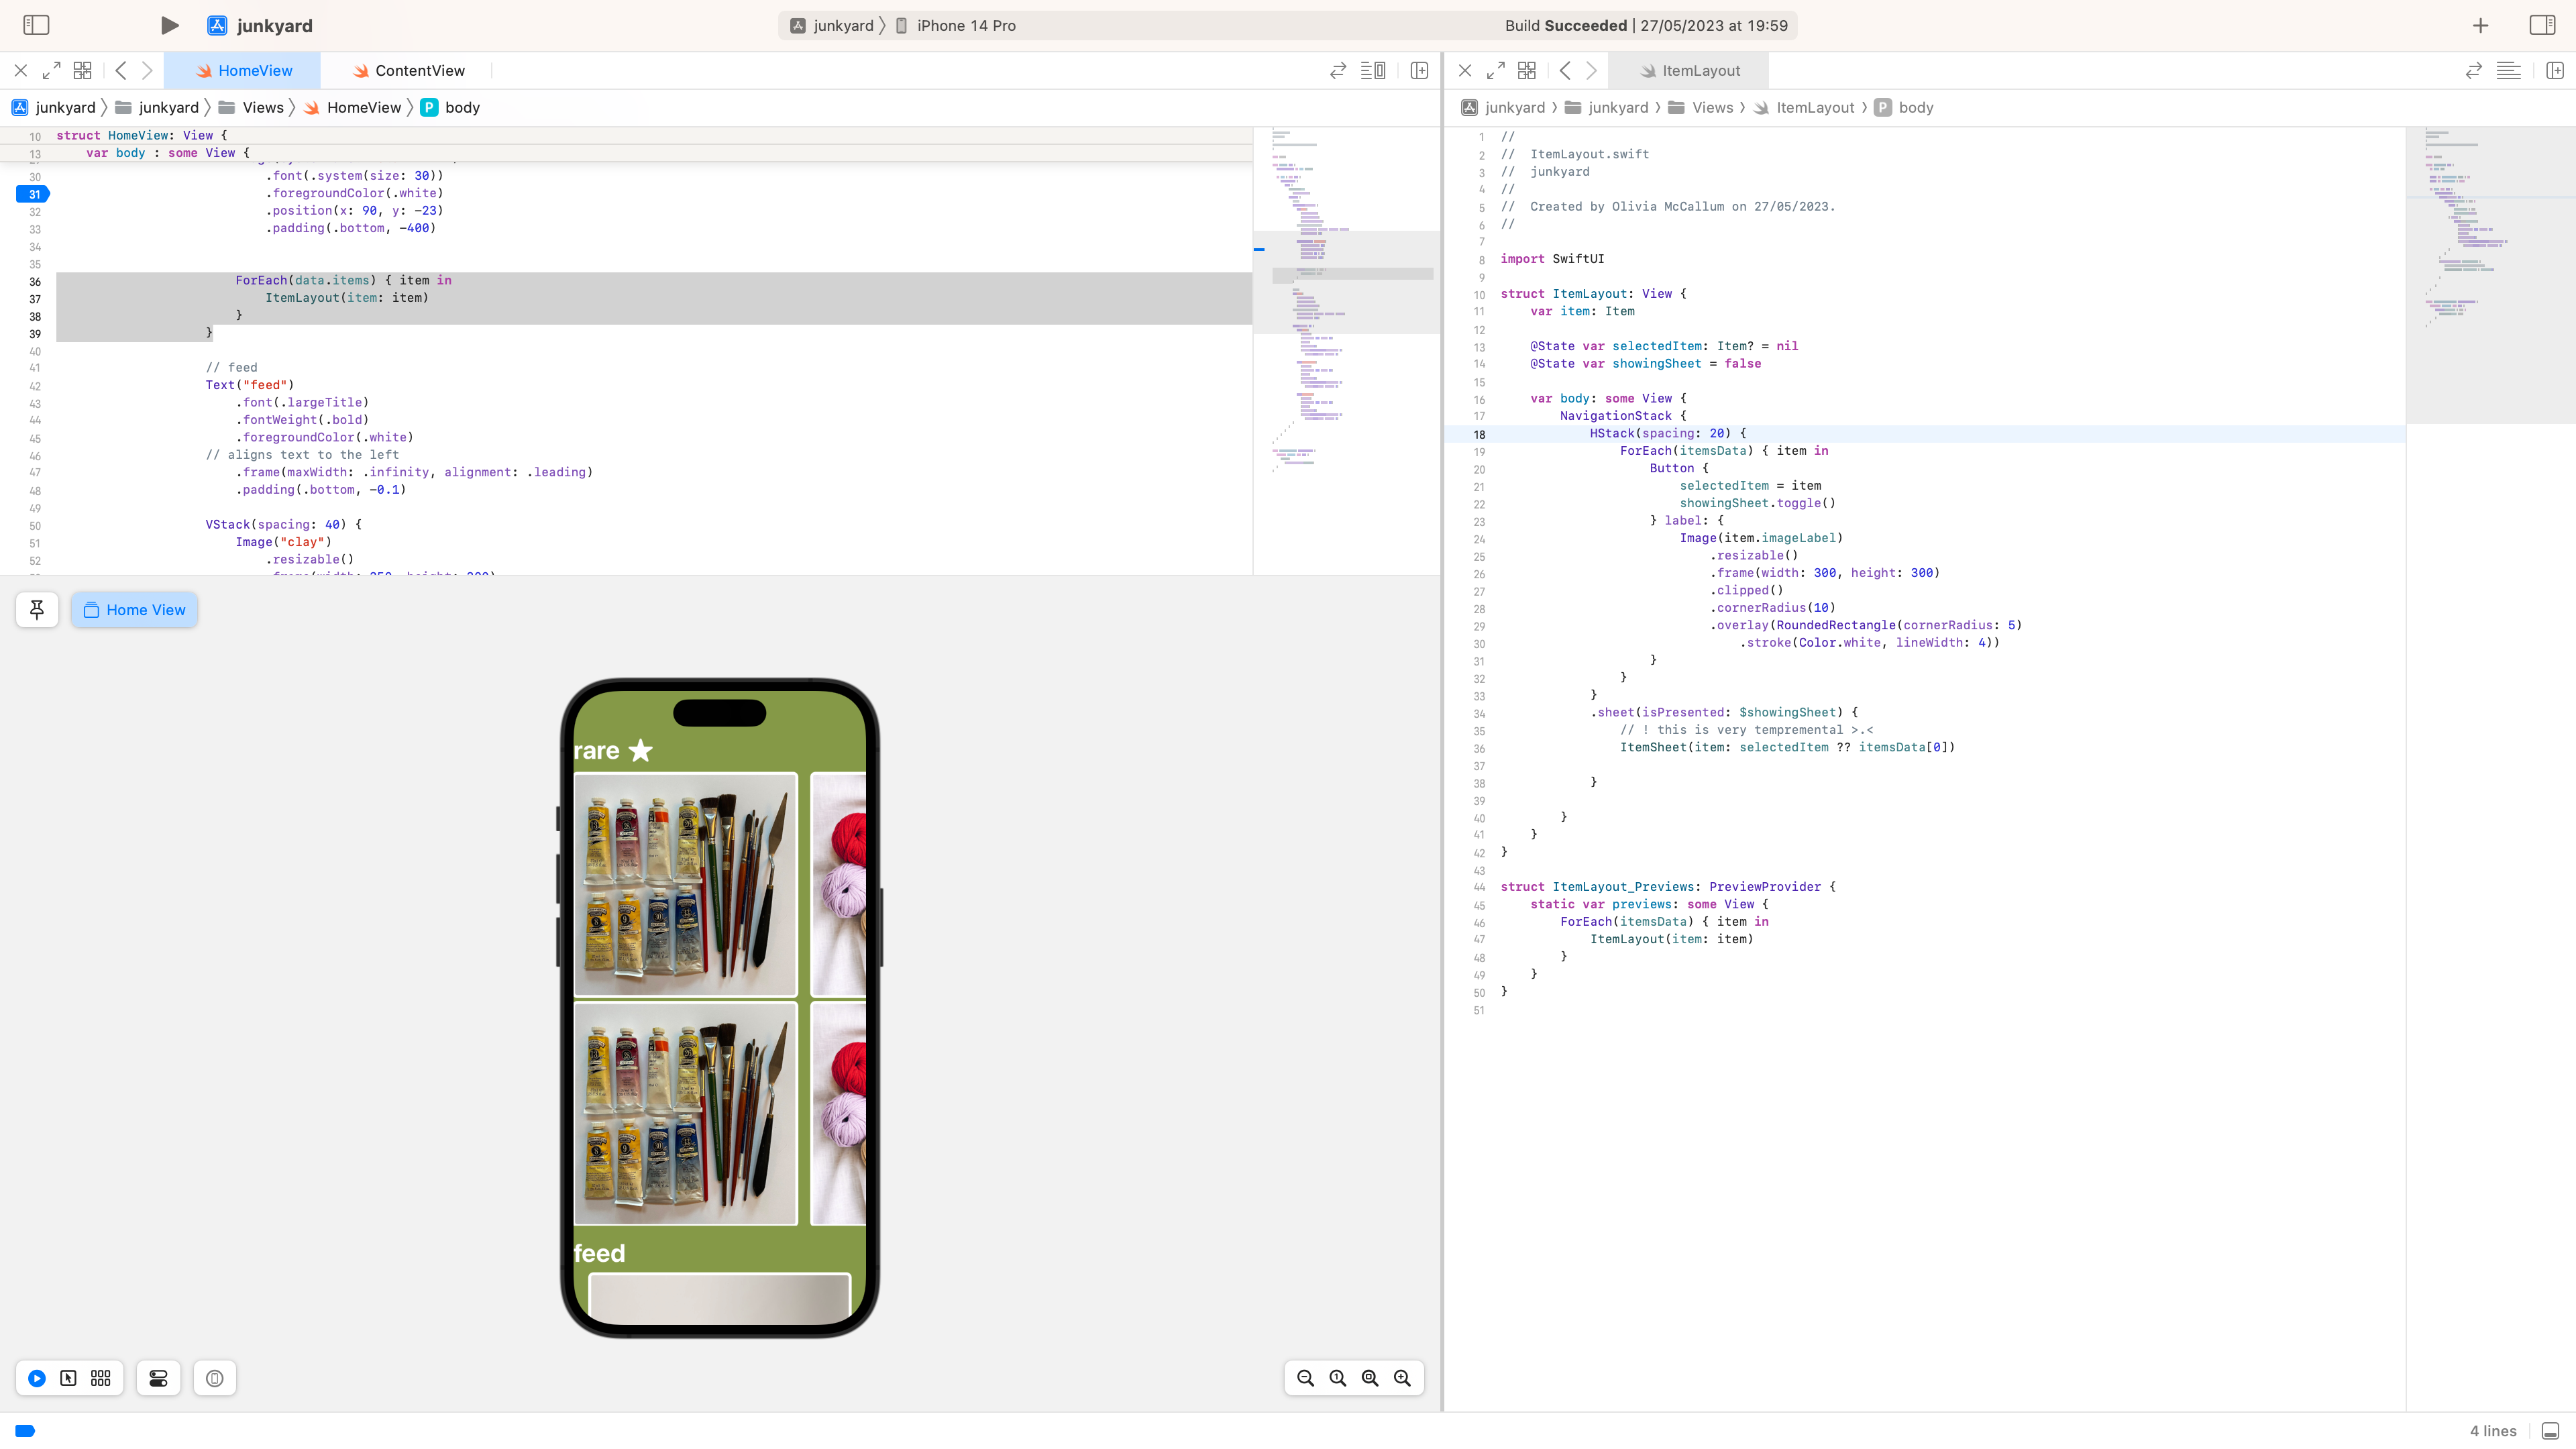 junkyard
junkyard 〉 iPhone 14 Pro
Build Succeeded | 27/05/2023 at 19:59
HomeView
ContentView
junkyard 〉 junkyard 〉 Views 〉 HomeView 〉 P body
10 struct HomeView: View {
13 var body : some View {
30 .font(.system(size: 30))
31 .foregroundColor(.white)
32 .position(x: 90, y: -23)
33 .padding(.bottom, -400)
34
35
36 ForEach(data.items) { item in
37 ItemLayout(item: item)
38 }
39 }
40
41 // feed
42 Text("feed")
43 .font(.largeTitle)
44 .fontWeight(.bold)
45 .foregroundColor(.white)
46 // aligns text to the left
47 .frame(maxWidth: .infinity, alignment: .leading)
48 .padding(.bottom, -0.1)
49
50 VStack(spacing: 40) {
51 Image("clay")
52 .resizable()
Home View
rare ★
feed
ItemLayout
junkyard 〉 junkyard 〉 Views 〉 ItemLayout 〉 P body
1 //
2 // ItemLayout.swift
3 // junkyard
4 //
5 // Created by Olivia McCallum on 27/05/2023.
6 //
7
8 import SwiftUI
9
10 struct ItemLayout: View {
11 var item: Item
12
13 @State var selectedItem: Item? = nil
14 @State var showingSheet = false
15
16 var body: some View {
17 NavigationStack {
18 HStack(spacing: 20) {
19 ForEach(itemsData) { item in
20 Button {
21 selectedItem = item
22 showingSheet.toggle()
23 } label: {
24 Image(item.imageLabel)
25 .resizable()
26 .frame(width: 300, height: 300)
27 .clipped()
28 .cornerRadius(10)
29 .overlay(RoundedRectangle(cornerRadius: 5)
30 .stroke(Color.white, lineWidth: 4))
31 }
32 }
33 }
34 .sheet(isPresented: $showingSheet) {
35 // ! this is very tempremental >.<
36 ItemSheet(item: selectedItem ?? itemsData[0])
37
38 }
39
40 }
41 }
42 }
43
44 struct ItemLayout_Previews: PreviewProvider {
45 static var previews: some View {
46 ForEach(itemsData) { item in
47 ItemLayout(item: item)
48 }
49 }
50 }
51
4 lines